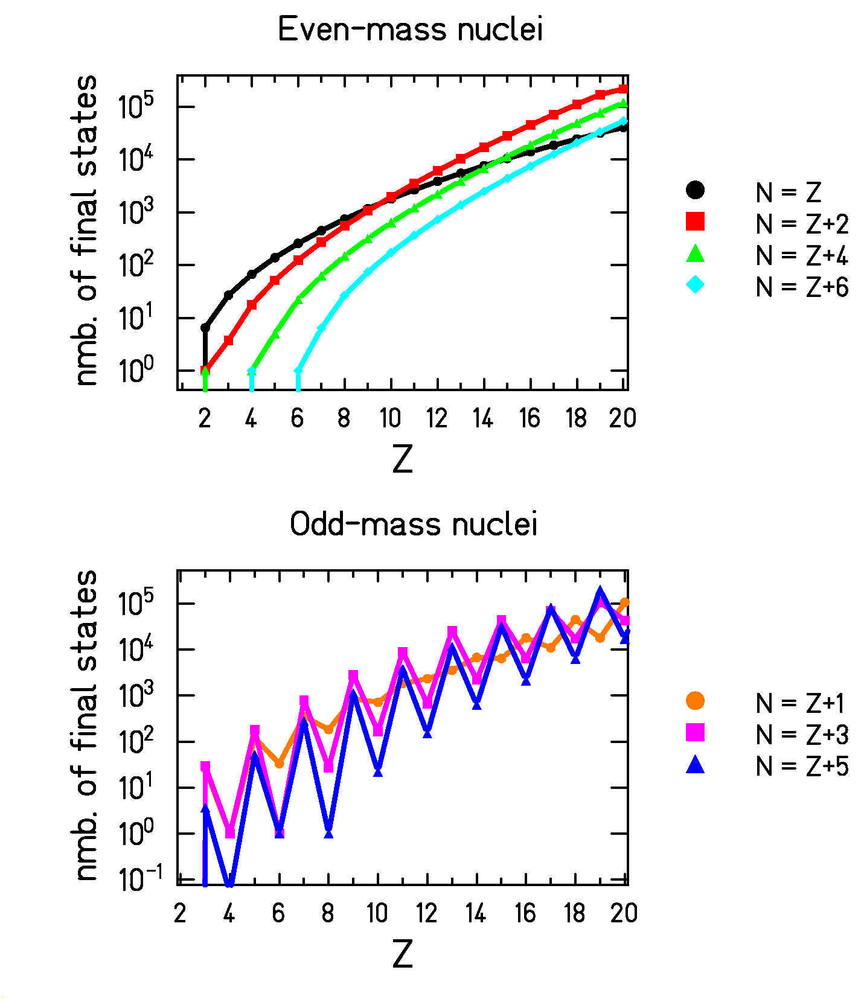 Even-mass nuclei
nmb. of final states
10^5
10^4
10^3
10^2
10^1
10^0
2 4 6 8 10 12 14 16 18 20
Z
N = Z
N = Z+2
N = Z+4
N = Z+6
Odd-mass nuclei
nmb. of final states
10^5
10^4
10^3
10^2
10^1
10^0
10^-1
2 4 6 8 10 12 14 16 18 20
Z
N = Z+1
N = Z+3
N = Z+5